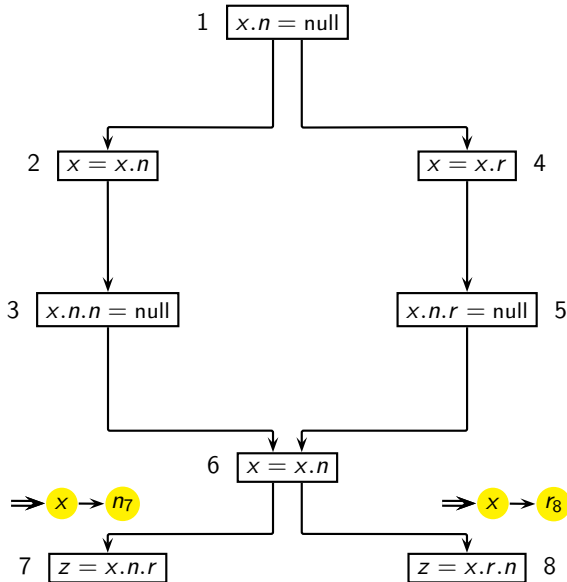 1 x.n = null
2 x = x.n
x = x.r 4
3 x.n.n = null
x.n.r = null 5
6 x = x.n
x n₇
x r₈
7 z = x.n.r
z = x.r.n 8